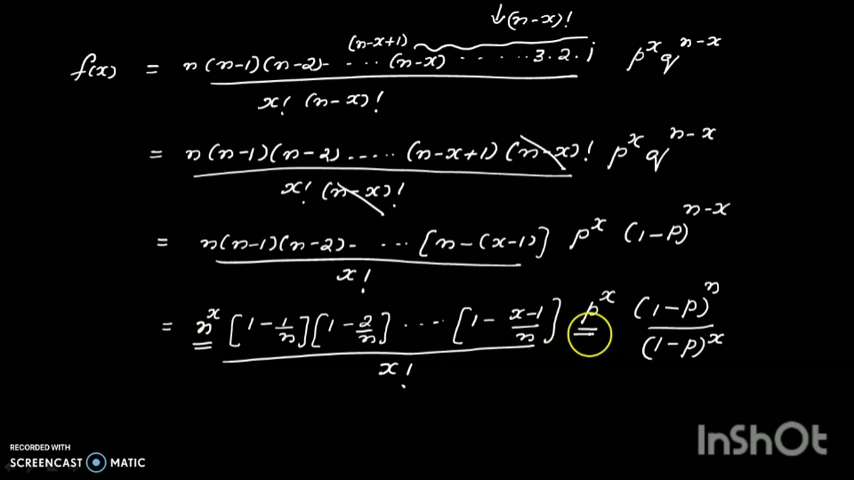 ↓(n-x)!
f(x) = n(n-1)(n-2)- ... (n-x+1) (n-x) ..... 3.2.1 / x! (n-x)! p^x q^(n-x)
= n(n-1)(n-2)..... (n-x+1) (n-x)! / x! (n-x)! p^x q^(n-x)
= n(n-1)(n-2)- ... [n-(x-1)] / x! p^x (1-p)^(n-x)
= n^x [1-1/n][1-2/n] .... [1- x-1/n] / x! p^x (1-p)^n / (1-p)^x
RECORDED WITH
SCREENCAST MATIC
InShOt